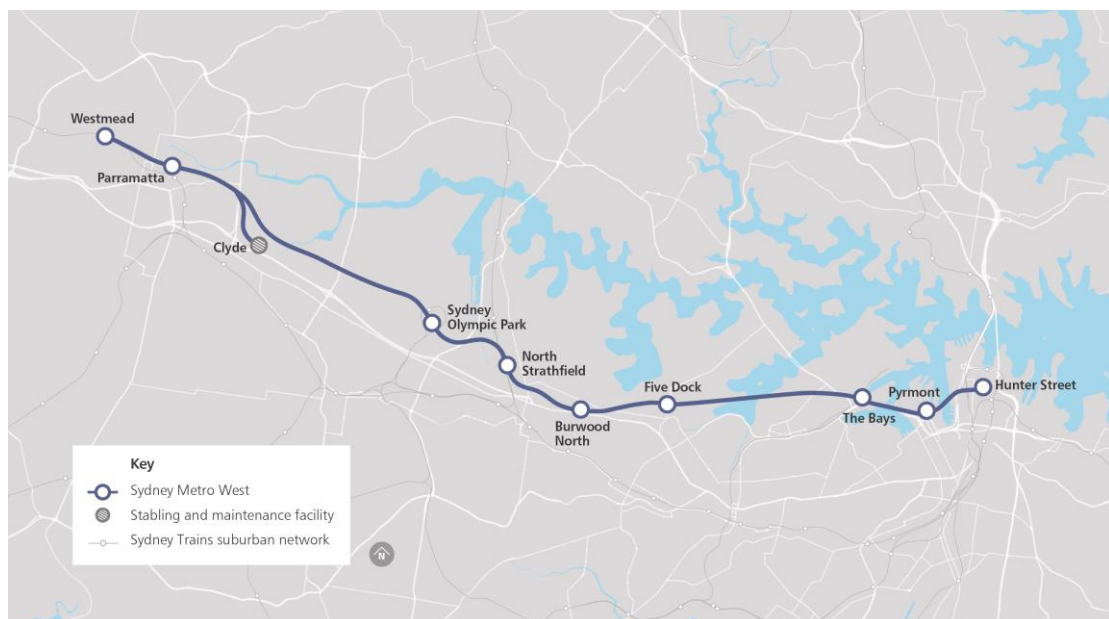 Westmead
Parramatta
Clyde
Sydney
Olympic Park
North
Strathfield
Burwood
North
Five Dock
The Bays
Pyrmont
Hunter Street
Key
Sydney Metro West
Stabling and maintenance facility
Sydney Trains suburban network
N